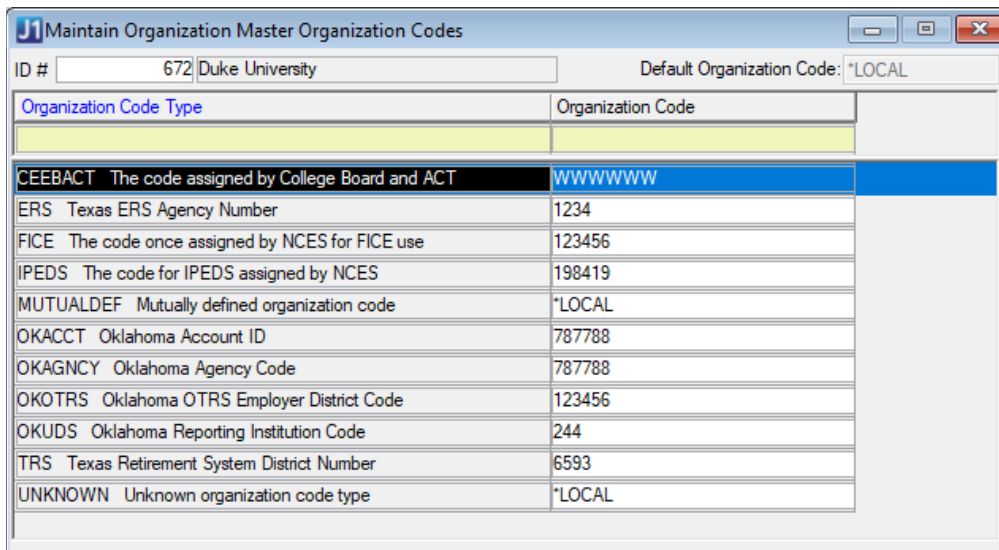 J1 Maintain Organization Master Organization Codes
ID # 672 Duke University Default Organization Code: *LOCAL
Organization Code Type Organization Code
CEEBACT The code assigned by College Board and ACT WWWWWW
ERS Texas ERS Agency Number 1234
FICE The code once assigned by NCES for FICE use 123456
IPEDS The code for IPEDS assigned by NCES 198419
MUTUALDEF Mutually defined organization code *LOCAL
OKACCT Oklahoma Account ID 787788
OKAGNCY Oklahoma Agency Code 787788
OKOTRS Oklahoma OTRS Employer District Code 123456
OKUDS Oklahoma Reporting Institution Code 244
TRS Texas Retirement System District Number 6593
UNKNOWN Unknown organization code type *LOCAL